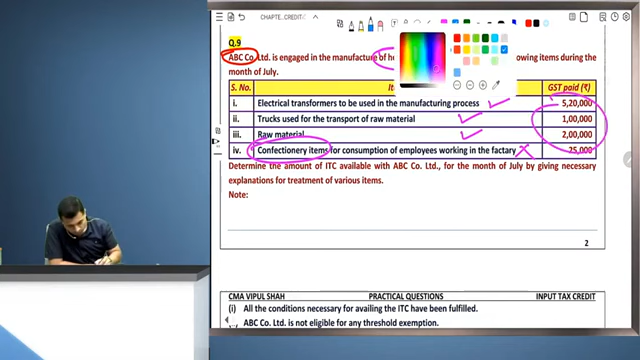 CHAPTE..CREDIT
Q.9
ABC Co. Ltd. is engaged in the manufacture of he owing items during the
month of July.
S. No. Ite GST paid (₹)
i. Electrical transformers to be used in the manufacturing process 5,20,000
ii. Trucks used for the transport of raw material 1,00,000
iii. Raw material 2,00,000
iv. Confectionery items for consumption of employees working in the factory 25,000
Determine the amount of ITC available with ABC Co. Ltd., for the month of July by giving necessary
explanations for treatment of various items.
Note:
2
CMA VIPUL SHAH PRACTICAL QUESTIONS INPUT TAX CREDIT
(i) All the conditions necessary for availing the ITC have been fulfilled.
ABC Co. Ltd. is not eligible for any threshold exemption.